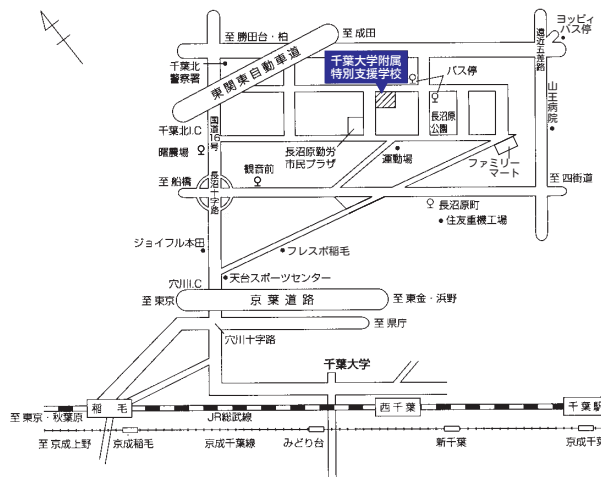 至 勝田台・柏
至 成田
遠近五差路
ヨッピィ
バス停
千葉大学附属
特別支援学校
バス停
千葉北
警察署
東関東自動車道
山王病院
長沼原
公園
千葉北I.C
国道16号
曙農場
長沼原勤労
市民プラザ
運動場
ファミリー
マート
至 船橋
長沼十字路
観音前
至 四街道
長沼原町
住友重機工場
ジョイフル本田
フレスポ稲毛
穴川I.C
天台スポーツセンター
至 東京
京葉道路
至 東金・浜野
至 県庁
穴川十字路
千葉大学
稲毛
西千葉
千葉駅
至 東京・秋葉原
JR総武線
至 京成上野
京成稲毛
京成千葉線
みどり台
新千葉
京成千葉